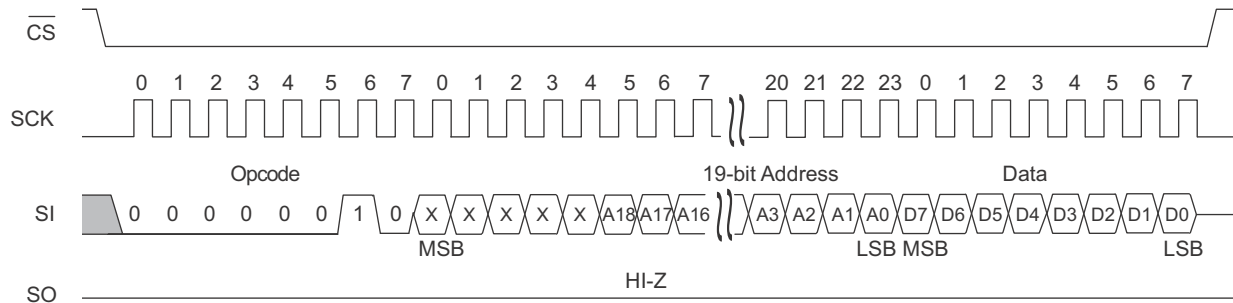 CS
0 1 2 3 4 5 6 7 0 1 2 3 4 5 6 7 20 21 22 23 0 1 2 3 4 5 6 7
SCK
Opcode 19-bit Address Data
SI 0 0 0 0 0 0 1 0 X X X X X A18 A17 A16 A3 A2 A1 A0 D7 D6 D5 D4 D3 D2 D1 D0
MSB LSB MSB LSB
HI-Z
SO